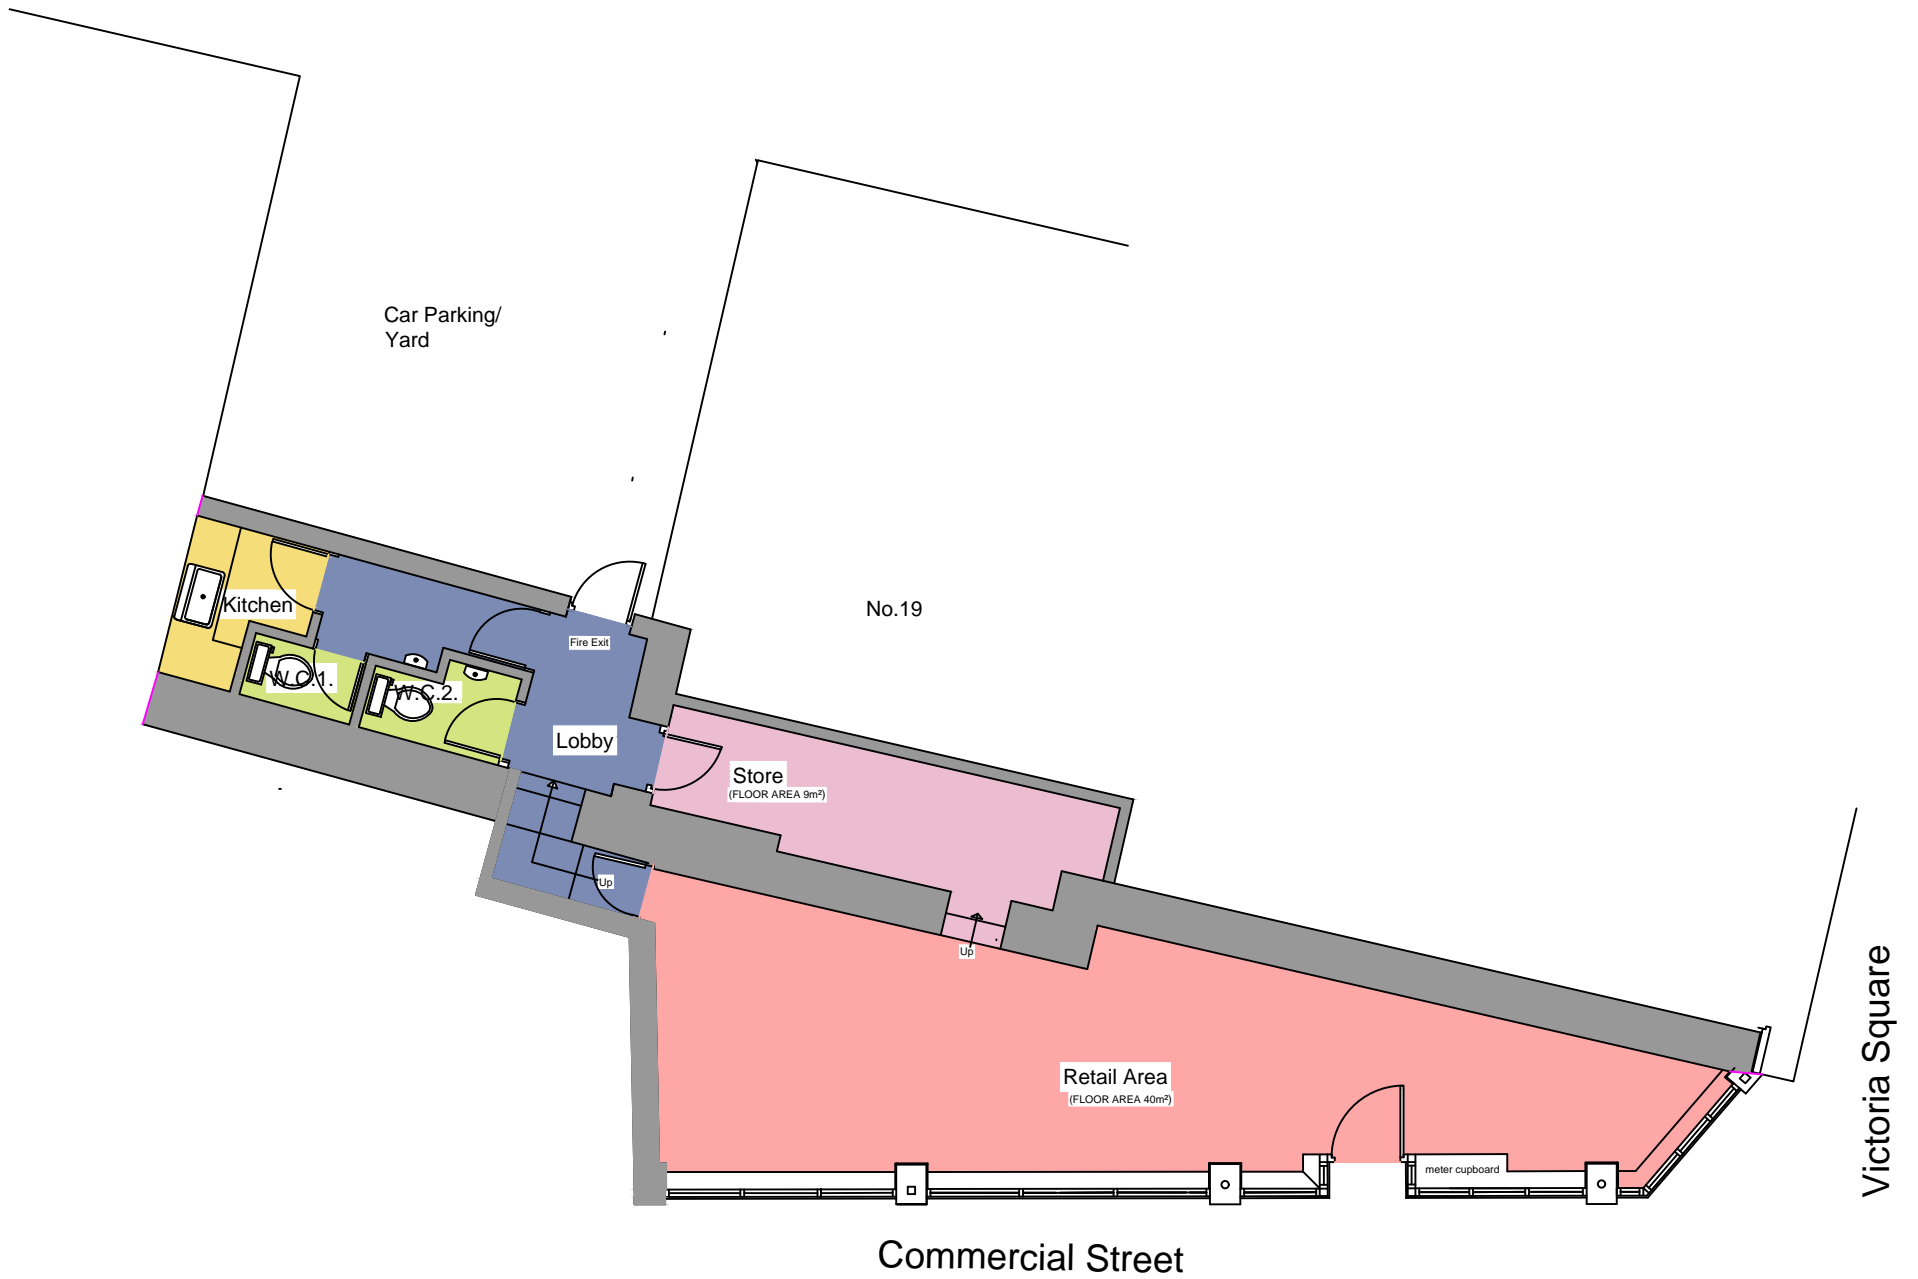 Car Parking/
Yard
No.19
Kitchen
Fire Exit
W.C.1.
W.C.2.
Lobby
Store
(FLOOR AREA 9m²)
Up
Up
Retail Area
(FLOOR AREA 40m²)
meter cupboard
Victoria Square
Commercial Street